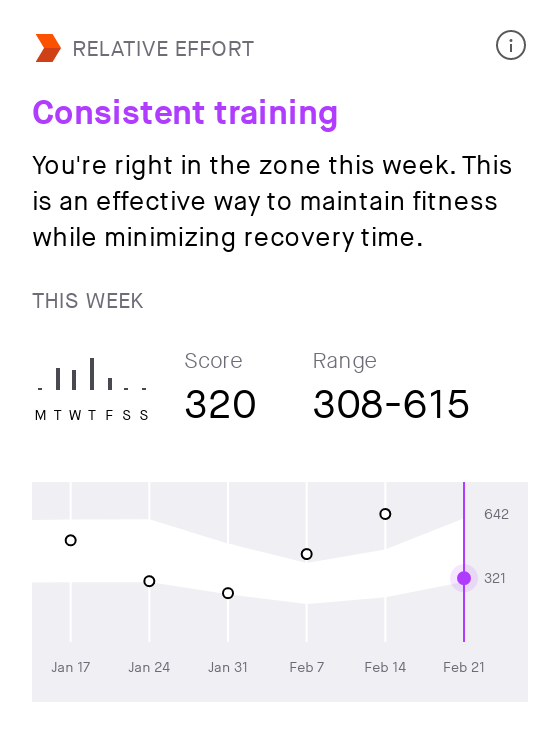 RELATIVE EFFORT
Consistent training
You're right in the zone this week. This
is an effective way to maintain fitness
while minimizing recovery time.
THIS WEEK
Score
Range
M T W T F S S
320
308-615
642
321
Jan 17
Jan 24
Jan 31
Feb 7
Feb 14
Feb 21